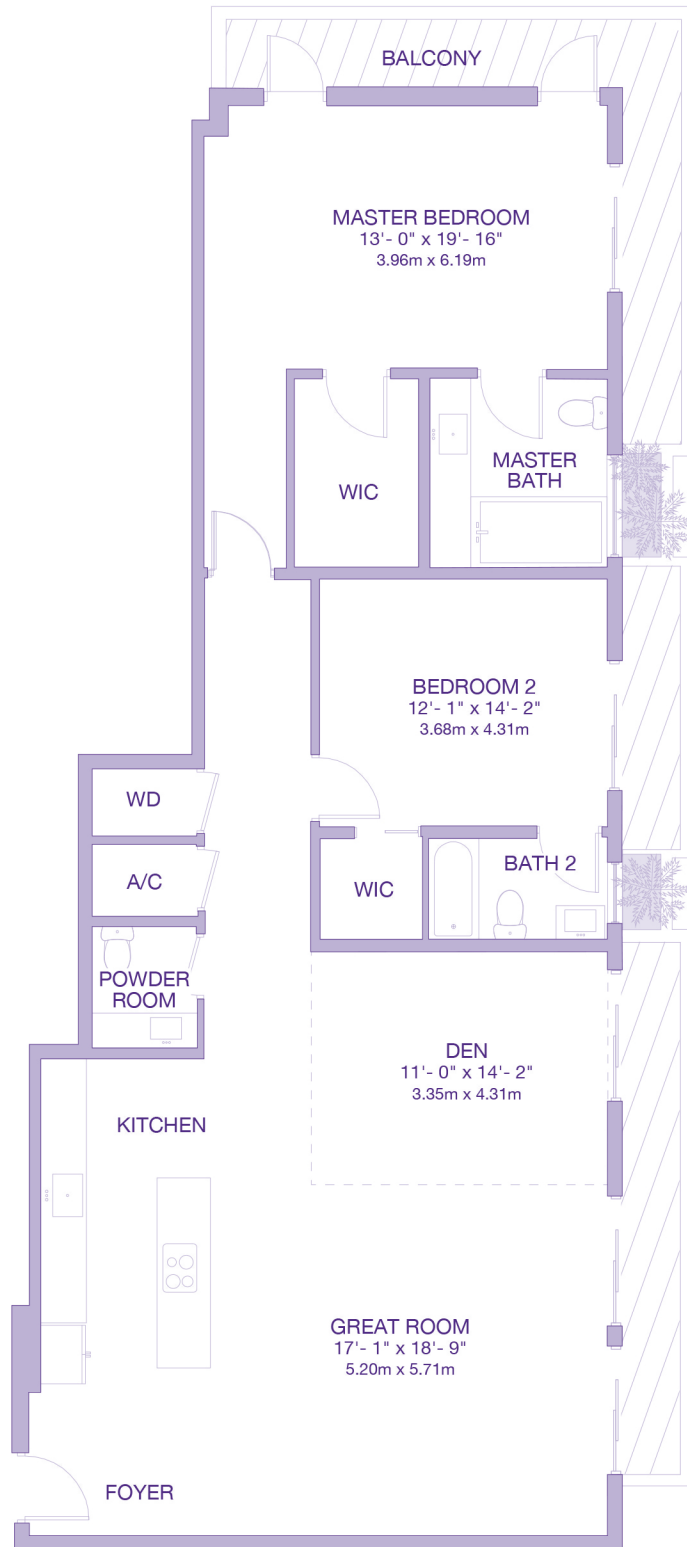 BALCONY
MASTER BEDROOM
13'- 0" x 19'- 16"
3.96m x 6.19m
WIC
MASTER
BATH
BEDROOM 2
12'- 1" x 14'- 2"
3.68m x 4.31m
WD
A/C
WIC
BATH 2
POWDER
ROOM
DEN
11'- 0" x 14'- 2"
3.35m x 4.31m
KITCHEN
GREAT ROOM
17'- 1" x 18'- 9"
5.20m x 5.71m
FOYER